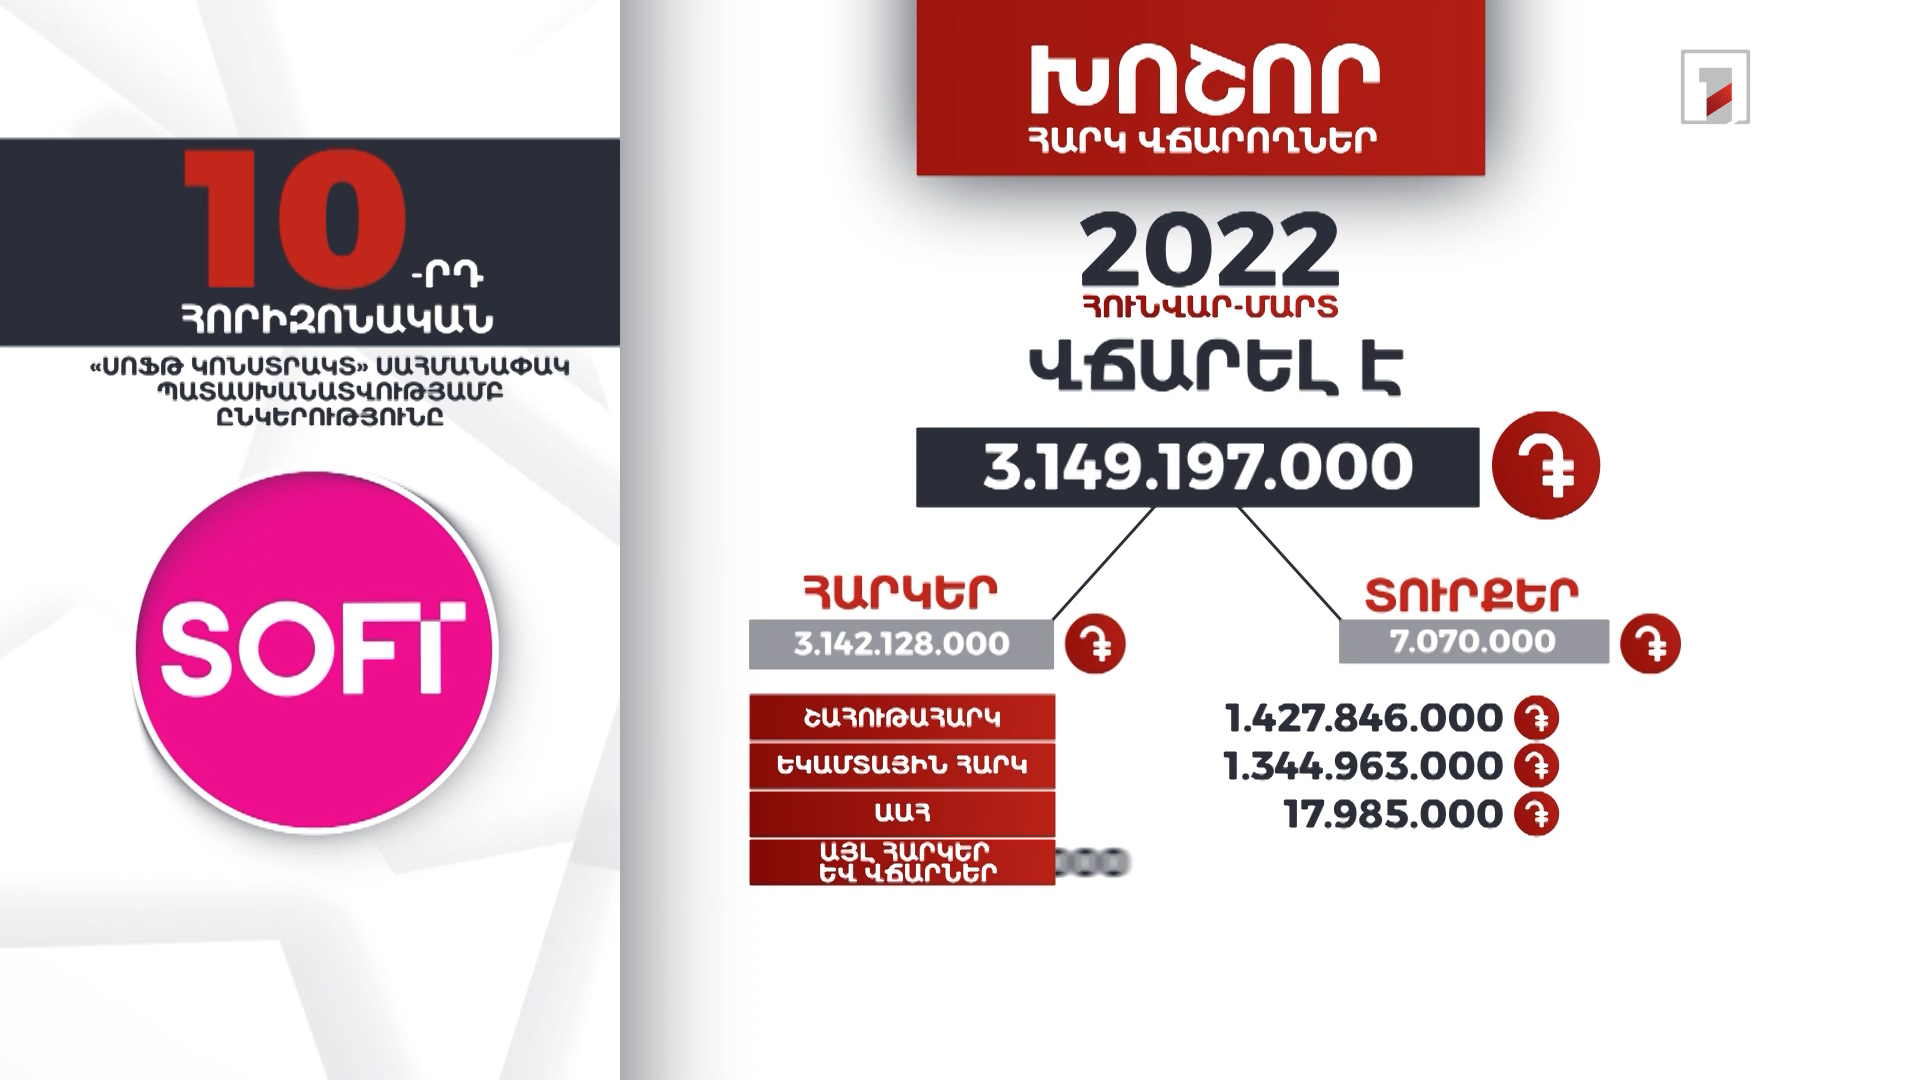 10
-ՐԴ
ՀՈՐԻԶՈՆԱԿԱՆ
«ՍՈՖԹ ԿՈՆՍՏՐԱԿՏ» ՍԱՀՄԱՆԱՓԱԿ
ՊԱՏԱՍԽԱՆԱՏՎՈՒԹՅԱՄԲ
ԸՆԿԵՐՈՒԹՅՈՒՆԸ
SOFT
ԽՈՇՈՐ
ՀԱՐԿ ՎՃԱՐՈՂՆԵՐ
1
2022
ՀՈՒՆՎԱՐ-ՄԱՐՏ
ՎՃԱՐԵԼ Է
3.149.197.000 ֏
ՀԱՐԿԵՐ
3.142.128.000 ֏
ՏՈՒՐՔԵՐ
7.070.000 ֏
ՇԱՀՈՒԹԱՀԱՐԿ 1.427.846.000 ֏
ԵԿԱՄՏԱՅԻՆ ՀԱՐԿ 1.344.963.000 ֏
ԱԱՀ 17.985.000 ֏
ԱՅԼ ՀԱՐԿԵՐ
ԵՎ ՎՃԱՐՆԵՐ